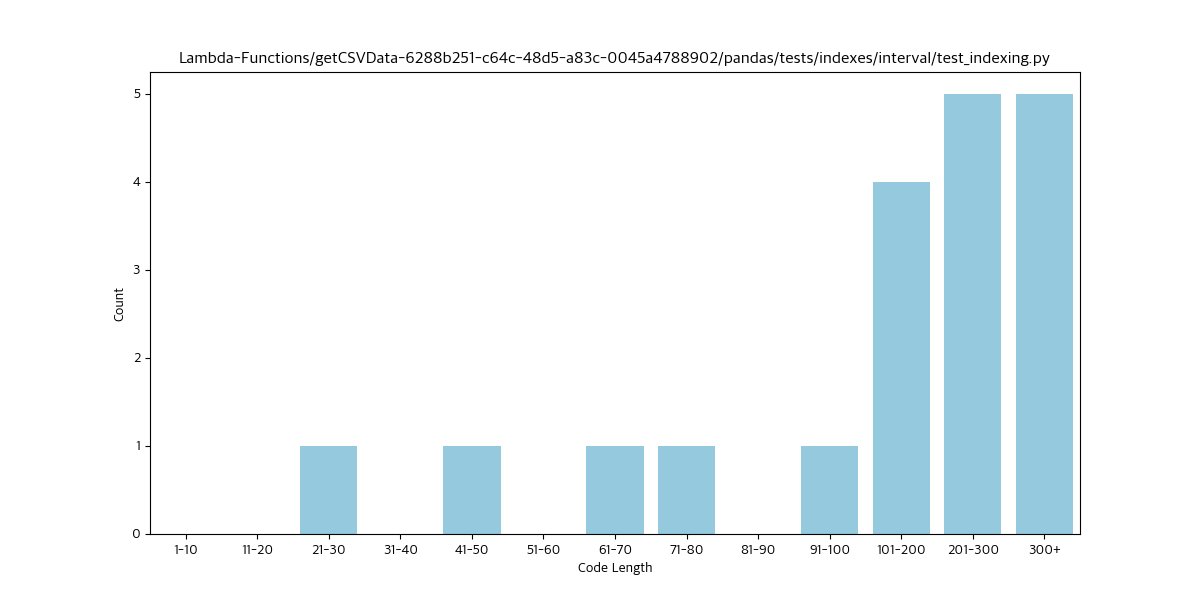 Lambda-Functions/getCSVData-6288b251-c64c-48d5-a83c-0045a4788902/pandas/tests/indexes/interval/test_indexing.py
5
4
3
2
1
0
Count
1-10 11-20 21-30 31-40 41-50 51-60 61-70 71-80 81-90 91-100 101-200 201-300 300+
Code Length